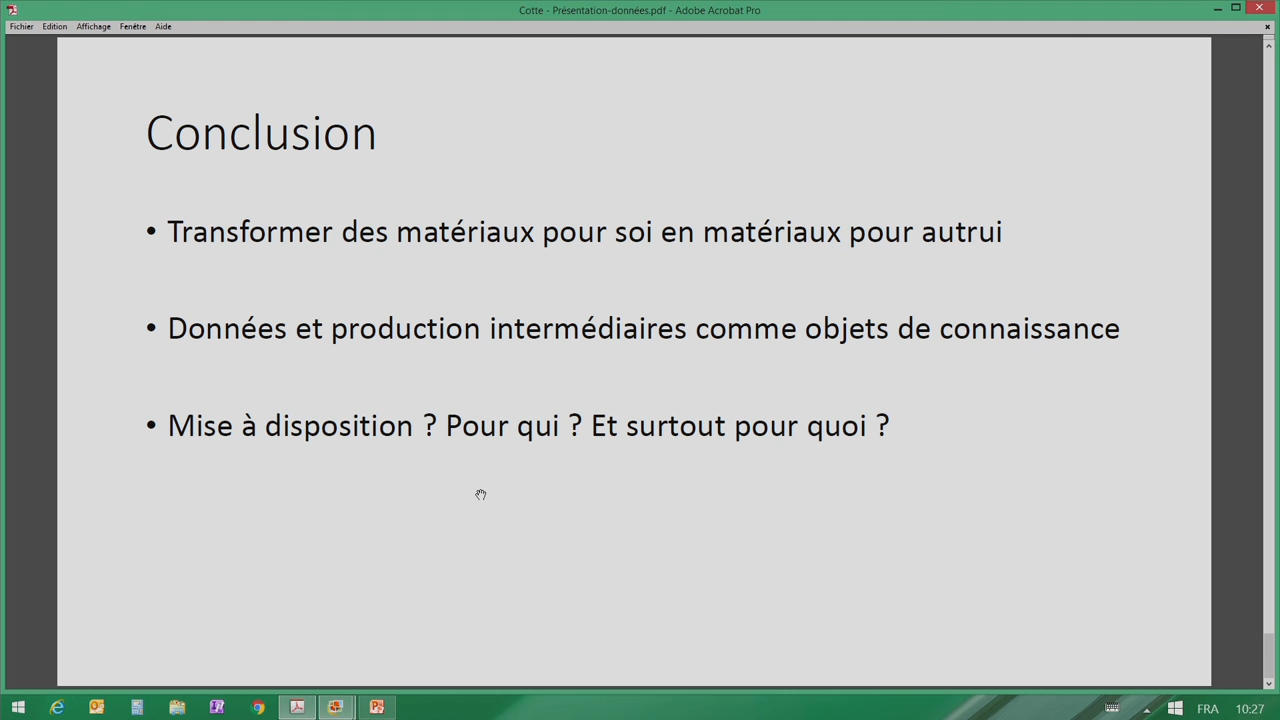 Cotte - Présentation-données.pdf - Adobe Acrobat Pro
Fichier Edition Affichage Fenêtre Aide
Conclusion
• Transformer des matériaux pour soi en matériaux pour autrui
• Données et production intermédiaires comme objets de connaissance
• Mise à disposition ? Pour qui ? Et surtout pour quoi ?
FRA 10:27